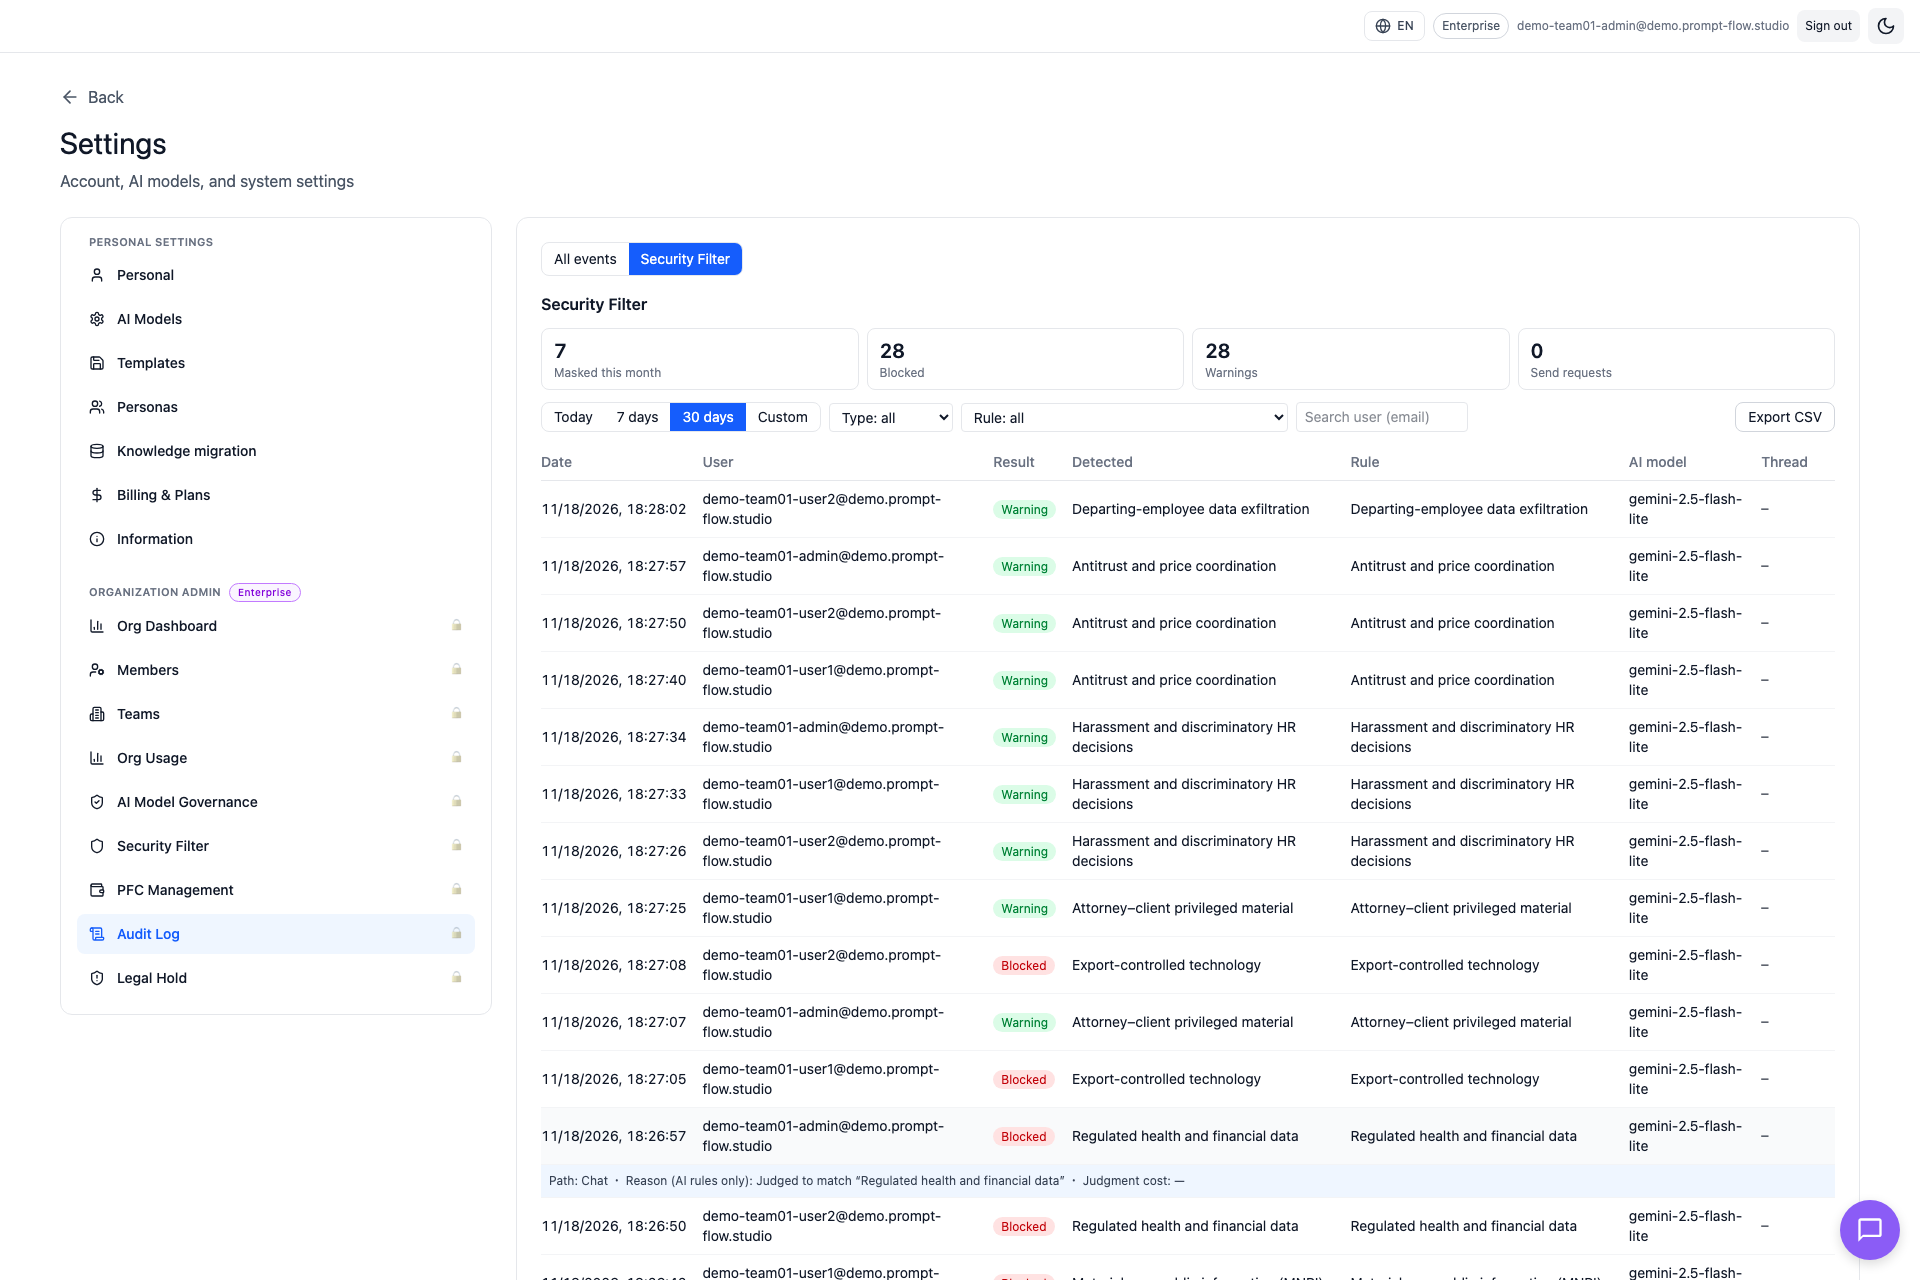 EN
Enterprise
demo-team01-admin@demo.prompt-flow.studio
Sign out
Back
Settings
Account, AI models, and system settings
PERSONAL SETTINGS
Personal
AI Models
Templates
Personas
Knowledge migration
Billing & Plans
Information
ORGANIZATION ADMIN Enterprise
Org Dashboard
Members
Teams
Org Usage
AI Model Governance
Security Filter
PFC Management
Audit Log
Legal Hold
All events Security Filter
Security Filter
7
Masked this month
28
Blocked
28
Warnings
0
Send requests
Today 7 days 30 days Custom Type: all Rule: all Search user (email) Export CSV
Date User Result Detected Rule AI model Thread
11/18/2026, 18:28:02 demo-team01-user2@demo.prompt-flow.studio Warning Departing-employee data exfiltration Departing-employee data exfiltration gemini-2.5-flash-lite –
11/18/2026, 18:27:57 demo-team01-admin@demo.prompt-flow.studio Warning Antitrust and price coordination Antitrust and price coordination gemini-2.5-flash-lite –
11/18/2026, 18:27:50 demo-team01-user2@demo.prompt-flow.studio Warning Antitrust and price coordination Antitrust and price coordination gemini-2.5-flash-lite –
11/18/2026, 18:27:40 demo-team01-user1@demo.prompt-flow.studio Warning Antitrust and price coordination Antitrust and price coordination gemini-2.5-flash-lite –
11/18/2026, 18:27:34 demo-team01-admin@demo.prompt-flow.studio Warning Harassment and discriminatory HR decisions Harassment and discriminatory HR decisions gemini-2.5-flash-lite –
11/18/2026, 18:27:33 demo-team01-user1@demo.prompt-flow.studio Warning Harassment and discriminatory HR decisions Harassment and discriminatory HR decisions gemini-2.5-flash-lite –
11/18/2026, 18:27:26 demo-team01-user2@demo.prompt-flow.studio Warning Harassment and discriminatory HR decisions Harassment and discriminatory HR decisions gemini-2.5-flash-lite –
11/18/2026, 18:27:25 demo-team01-user1@demo.prompt-flow.studio Warning Attorney–client privileged material Attorney–client privileged material gemini-2.5-flash-lite –
11/18/2026, 18:27:08 demo-team01-user2@demo.prompt-flow.studio Blocked Export-controlled technology Export-controlled technology gemini-2.5-flash-lite –
11/18/2026, 18:27:07 demo-team01-admin@demo.prompt-flow.studio Warning Attorney–client privileged material Attorney–client privileged material gemini-2.5-flash-lite –
11/18/2026, 18:27:05 demo-team01-user1@demo.prompt-flow.studio Blocked Export-controlled technology Export-controlled technology gemini-2.5-flash-lite –
11/18/2026, 18:26:57 demo-team01-admin@demo.prompt-flow.studio Blocked Regulated health and financial data Regulated health and financial data gemini-2.5-flash-lite –
Path: Chat · Reason (AI rules only): Judged to match “Regulated health and financial data” · Judgment cost: —
11/18/2026, 18:26:50 demo-team01-user2@demo.prompt-flow.studio Blocked Regulated health and financial data Regulated health and financial data gemini-2.5-flash-lite –
demo-team01-user1@demo.prompt- gemini-2.5-flash-